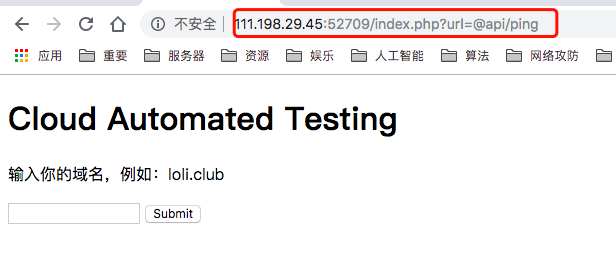 不安全 111.198.29.45:52709/index.php?url=@api/ping
应用 重要 服务器 资源 娱乐 人工智能 算法 网络攻防
Cloud Automated Testing
输入你的域名，例如：loli.club
Submit